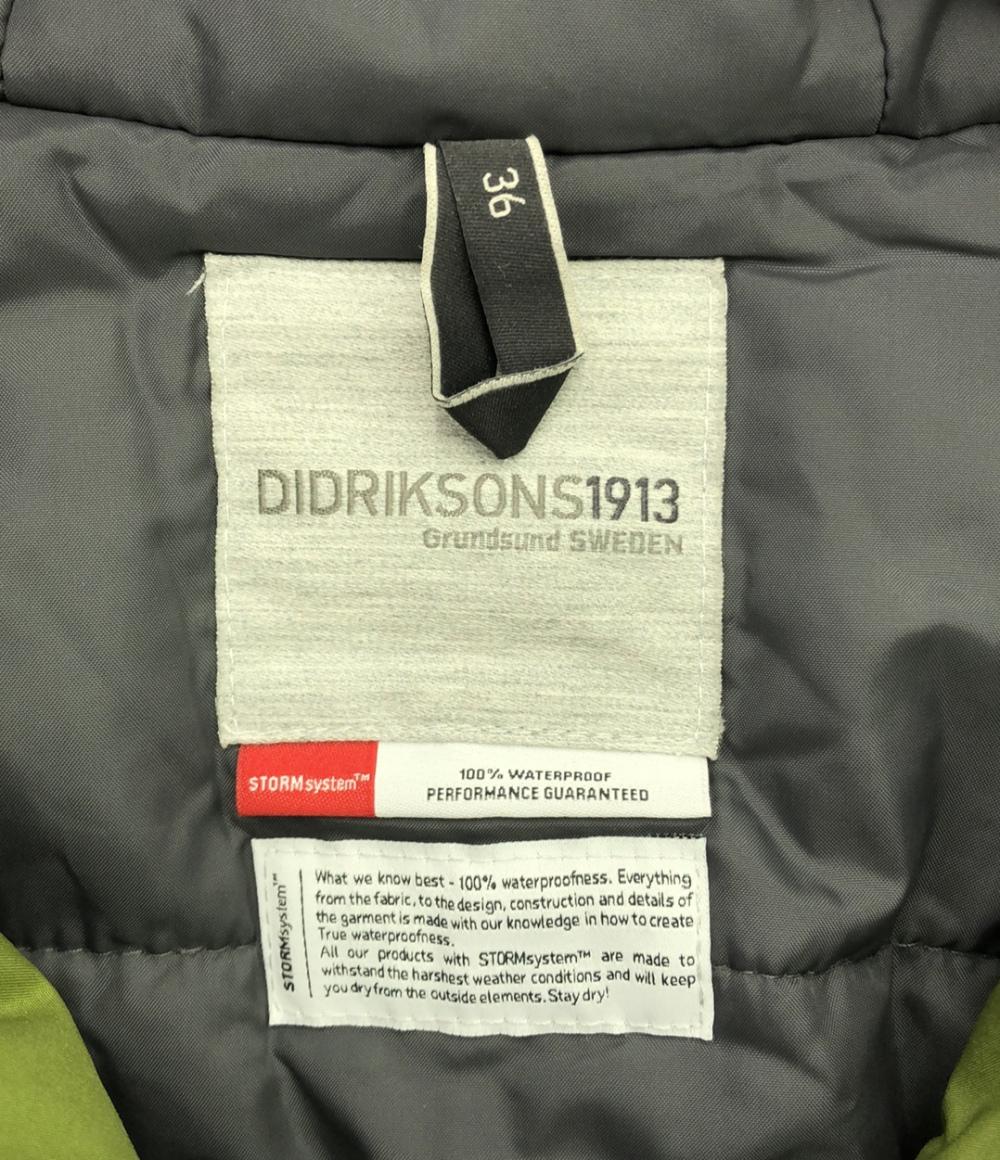 36
DIDRIKSONS1913
Grundsund SWEDEN
STORMsystem™
100% WATERPROOF
PERFORMANCE GUARANTEED
STORMsystem™
What we know best - 100% waterproofness. Everything
from the fabric, to the design, construction and details of
the garment is made with our knowledge in how to create
True waterproofness.
All our products with STORMsystem™ are made to
withstand the harshest weather conditions and will keep
you dry from the outside elements. Stay dry!